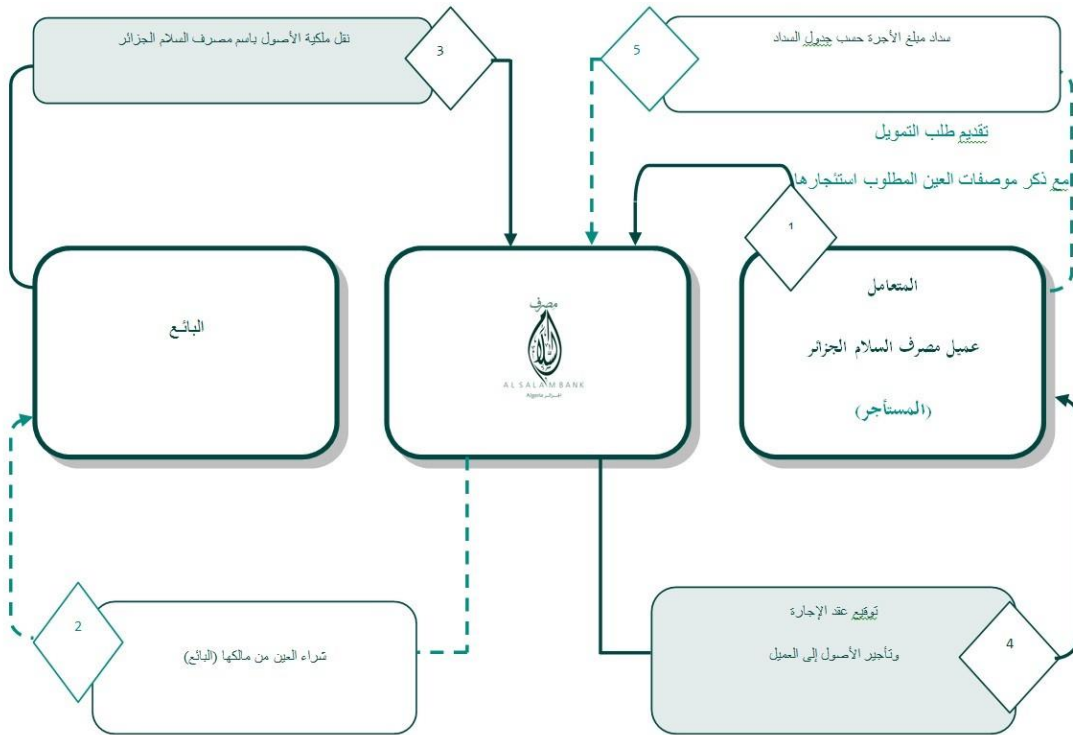 نقل ملكية الأصول باسم مصرف السلام الجزائر
3
5
سداد مبلغ الأجرة حسب جدول السداد
تقديم طلب التمويل
مع ذكر موصفات العين المطلوب استئجارها
1
البائع
مصرف
السلام
AL SALAM BANK
Algeria الجزائر
المتعامل
عميل مصرف السلام الجزائر
(المستأجر)
2
شراء العين من مالكها (البائع)
توقيع عقد الإجارة
وتأجير الأصول إلى العميل
4